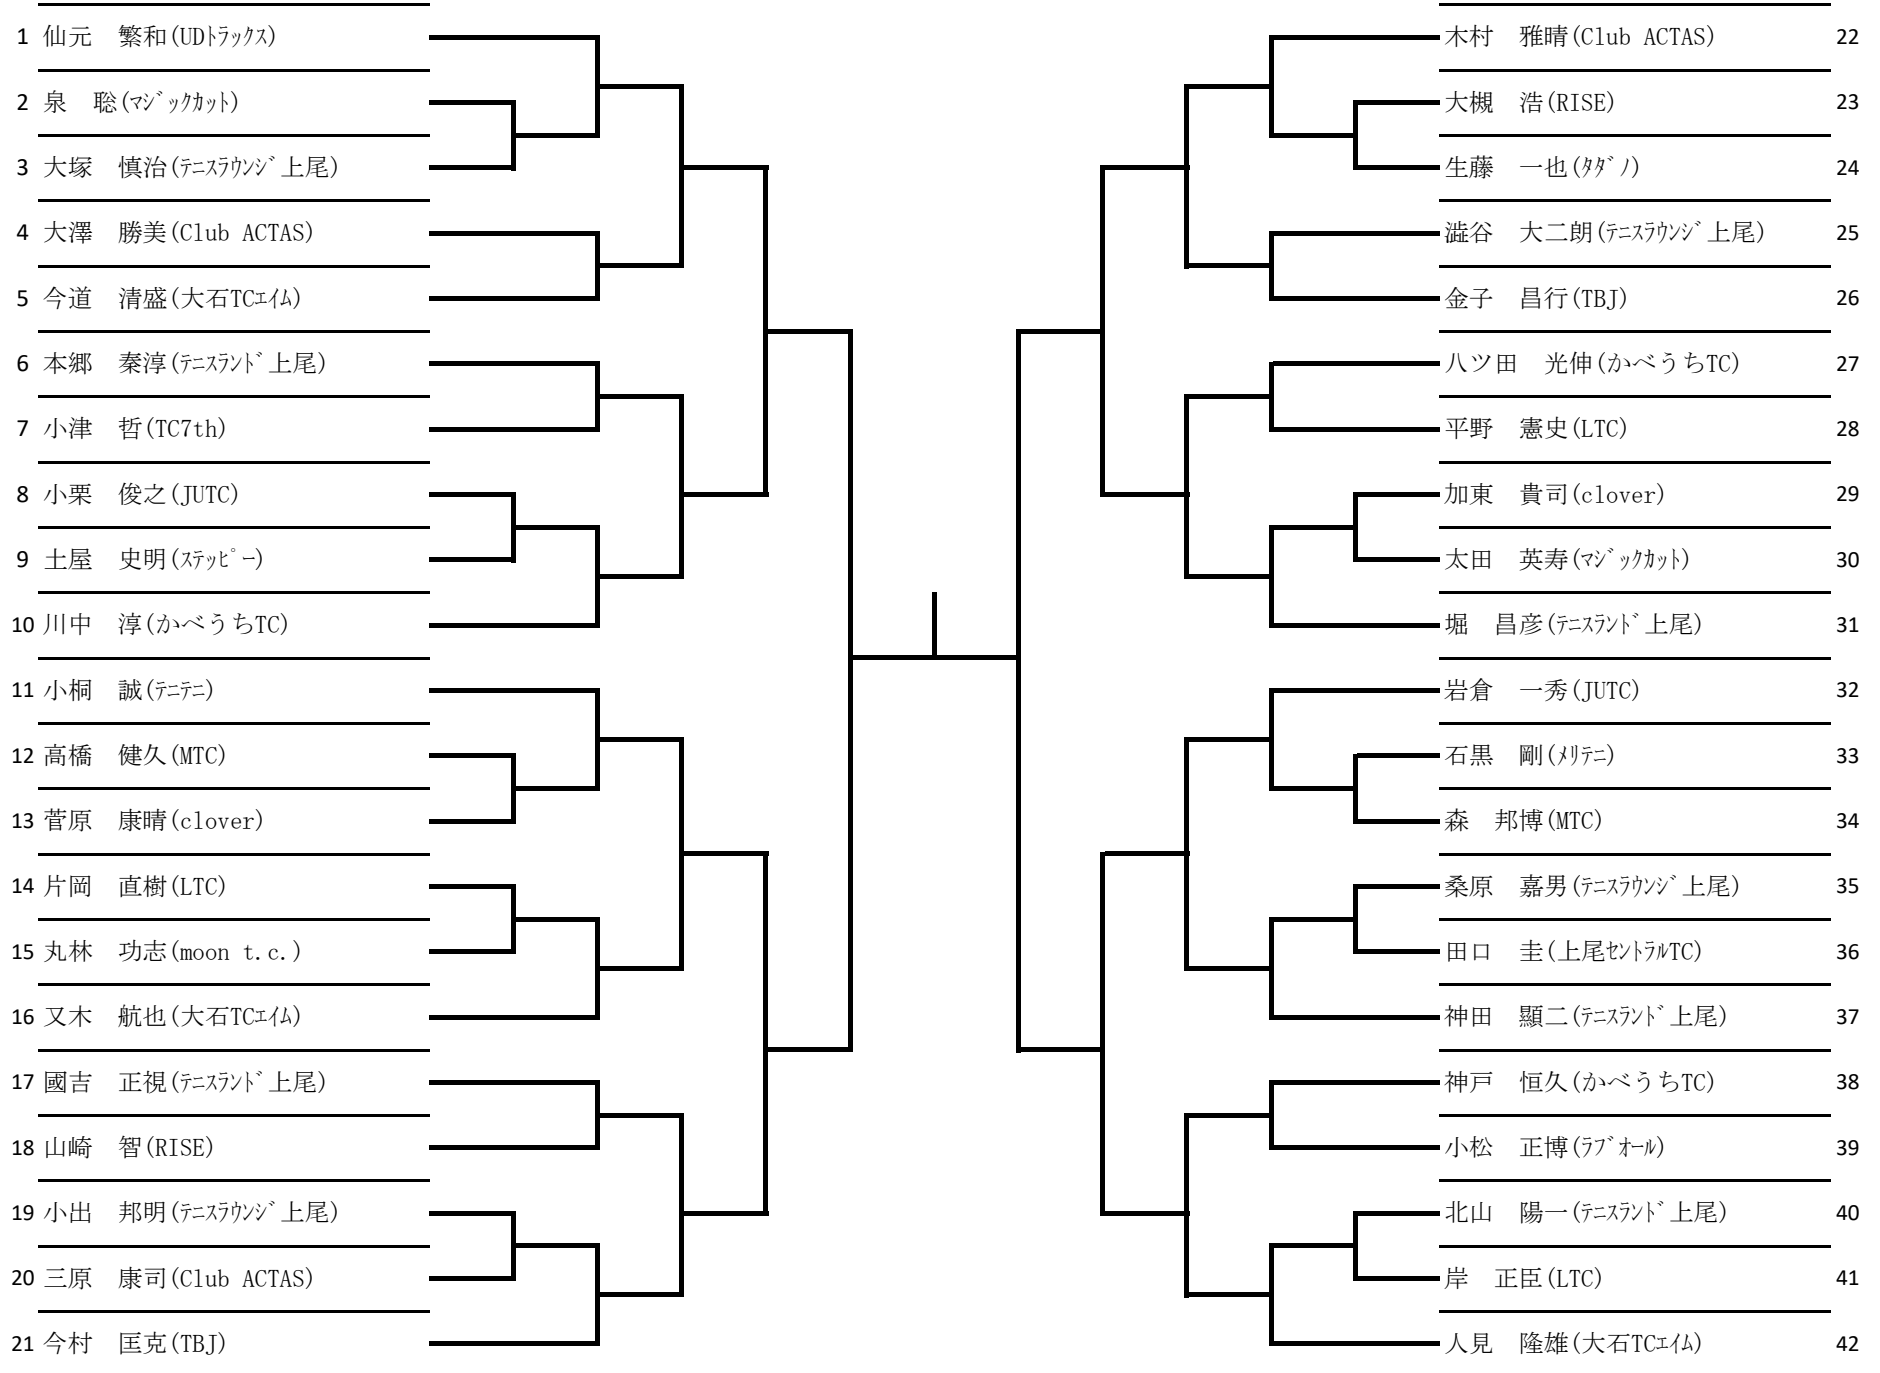 1 仙元　繁和(UDﾄﾗｯｸｽ)
2 泉　聡(ﾏｼﾞｯｸｶｯﾄ)
3 大塚　慎治(ﾃﾆｽﾗｳﾝｼﾞ上尾)
4 大澤　勝美(Club ACTAS)
5 今道　清盛(大石TCｴｲﾑ)
6 本郷　秦淳(ﾃﾆｽﾗﾝﾄﾞ上尾)
7 小津　哲(TC7th)
8 小栗　俊之(JUTC)
9 土屋　史明(ｽﾃｯﾋﾟｰ)
10 川中　淳(かべうちTC)
11 小桐　誠(ﾃﾆﾃﾆ)
12 高橋　健久(MTC)
13 菅原　康晴(clover)
14 片岡　直樹(LTC)
15 丸林　功志(moon t.c.)
16 又木　航也(大石TCｴｲﾑ)
17 國吉　正視(ﾃﾆｽﾗﾝﾄﾞ上尾)
18 山崎　智(RISE)
19 小出　邦明(ﾃﾆｽﾗｳﾝｼﾞ上尾)
20 三原　康司(Club ACTAS)
21 今村　匡克(TBJ)
木村　雅晴(Club ACTAS) 22
大槻　浩(RISE) 23
生藤　一也(ﾀﾀﾞﾉ) 24
澁谷　大二朗(ﾃﾆｽﾗｳﾝｼﾞ上尾) 25
金子　昌行(TBJ) 26
八ツ田　光伸(かべうちTC) 27
平野　憲史(LTC) 28
加東　貴司(clover) 29
太田　英寿(ﾏｼﾞｯｸｶｯﾄ) 30
堀　昌彦(ﾃﾆｽﾗﾝﾄﾞ上尾) 31
岩倉　一秀(JUTC) 32
石黒　剛(ﾒﾘﾃﾆ) 33
森　邦博(MTC) 34
桑原　嘉男(ﾃﾆｽﾗｳﾝｼﾞ上尾) 35
田口　圭(上尾ｾﾝﾄﾗﾙTC) 36
神田　顯二(ﾃﾆｽﾗﾝﾄﾞ上尾) 37
神戸　恒久(かべうちTC) 38
小松　正博(ﾗﾌﾞｵｰﾙ) 39
北山　陽一(ﾃﾆｽﾗﾝﾄﾞ上尾) 40
岸　正臣(LTC) 41
人見　隆雄(大石TCｴｲﾑ) 42